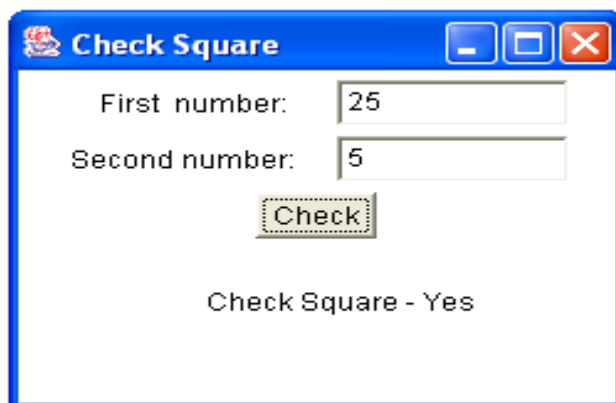 Check Square
First number: 25
Second number: 5
Check
Check Square - Yes